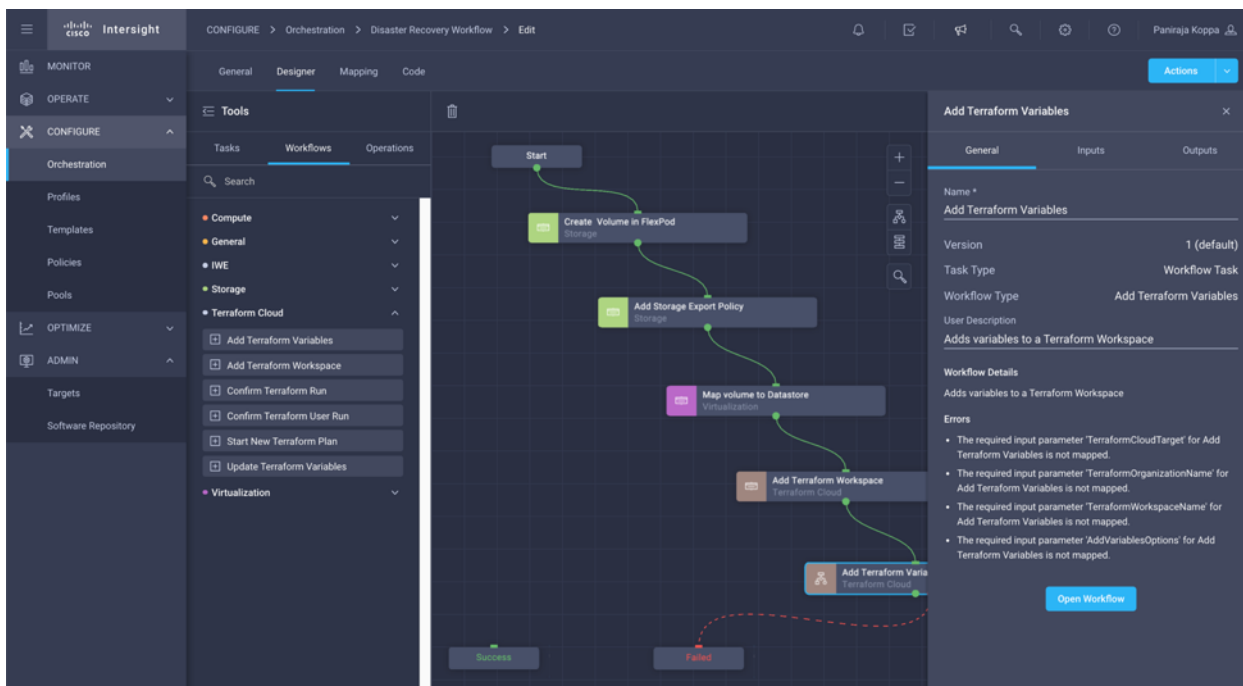 cisco Intersight
CONFIGURE > Orchestration > Disaster Recovery Workflow > Edit
Paniraja Koppa
MONITOR
OPERATE
CONFIGURE
Orchestration
Profiles
Templates
Policies
Pools
OPTIMIZE
ADMIN
Targets
Software Repository
General Designer Mapping Code
Actions
Tools
Tasks Workflows Operations
Search
Compute
General
IWE
Storage
Terraform Cloud
Add Terraform Variables
Add Terraform Workspace
Confirm Terraform Run
Confirm Terraform User Run
Start New Terraform Plan
Update Terraform Variables
Virtualization
Start
Create Volume in FlexPod
Storage
Add Storage Export Policy
Storage
Map volume to Datastore
Virtualization
Add Terraform Workspace
Terraform Cloud
Add Terraform Varia
Terraform Cloud
Success
Failed
Add Terraform Variables
General Inputs Outputs
Name *
Add Terraform Variables
Version 1 (default)
Task Type Workflow Task
Workflow Type Add Terraform Variables
User Description
Adds variables to a Terraform Workspace
Workflow Details
Adds variables to a Terraform Workspace
Errors
• The required input parameter 'TerraformCloudTarget' for Add
Terraform Variables is not mapped.
• The required input parameter 'TerraformOrganizationName' for
Add Terraform Variables is not mapped.
• The required input parameter 'TerraformWorkspaceName' for
Add Terraform Variables is not mapped.
• The required input parameter 'AddVariablesOptions' for Add
Terraform Variables is not mapped.
Open Workflow